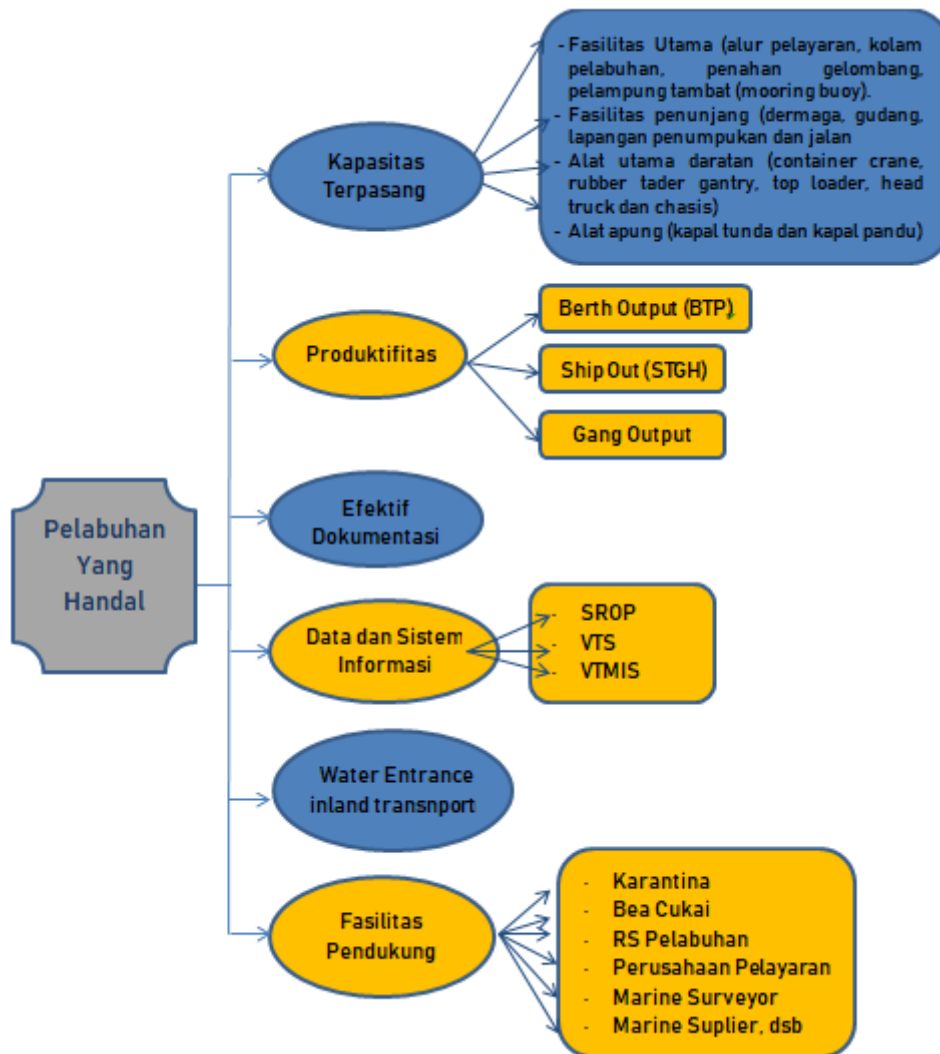 - Fasilitas Utama (alur pelayaran, kolam
pelabuhan, penahan gelombang,
pelampung tambat (mooring buoy).
- Fasilitas penunjang (dermaga, gudang,
lapangan penumpukan dan jalan
- Alat utama daratan (container crane,
rubber tader gantry, top loader, head
truck dan chasis)
- Alat apung (kapal tunda dan kapal pandu)
Kapasitas
Terpasang
Berth Output (BTP)
Produktifitas
Ship Out (STGH)
Gang Output
Pelabuhan
Yang
Handal
Efektif
Dokumentasi
Data dan Sistem
Informasi
- SROP
- VTS
- VTMIS
Water Entrance
inland transnport
Fasilitas
Pendukung
- Karantina
- Bea Cukai
- RS Pelabuhan
- Perusahaan Pelayaran
- Marine Surveyor
- Marine Suplier, dsb